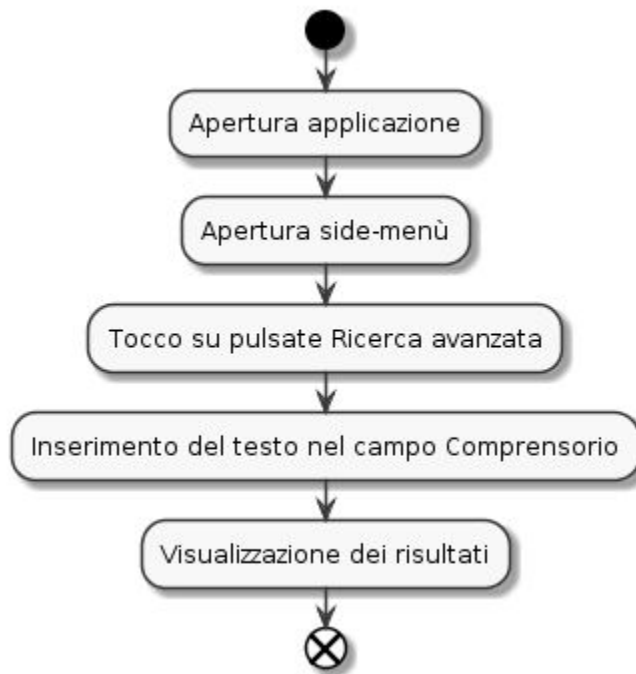 Apertura applicazione
Apertura side-menù
Tocco su pulsate Ricerca avanzata
Inserimento del testo nel campo Comprensorio
Visualizzazione dei risultati